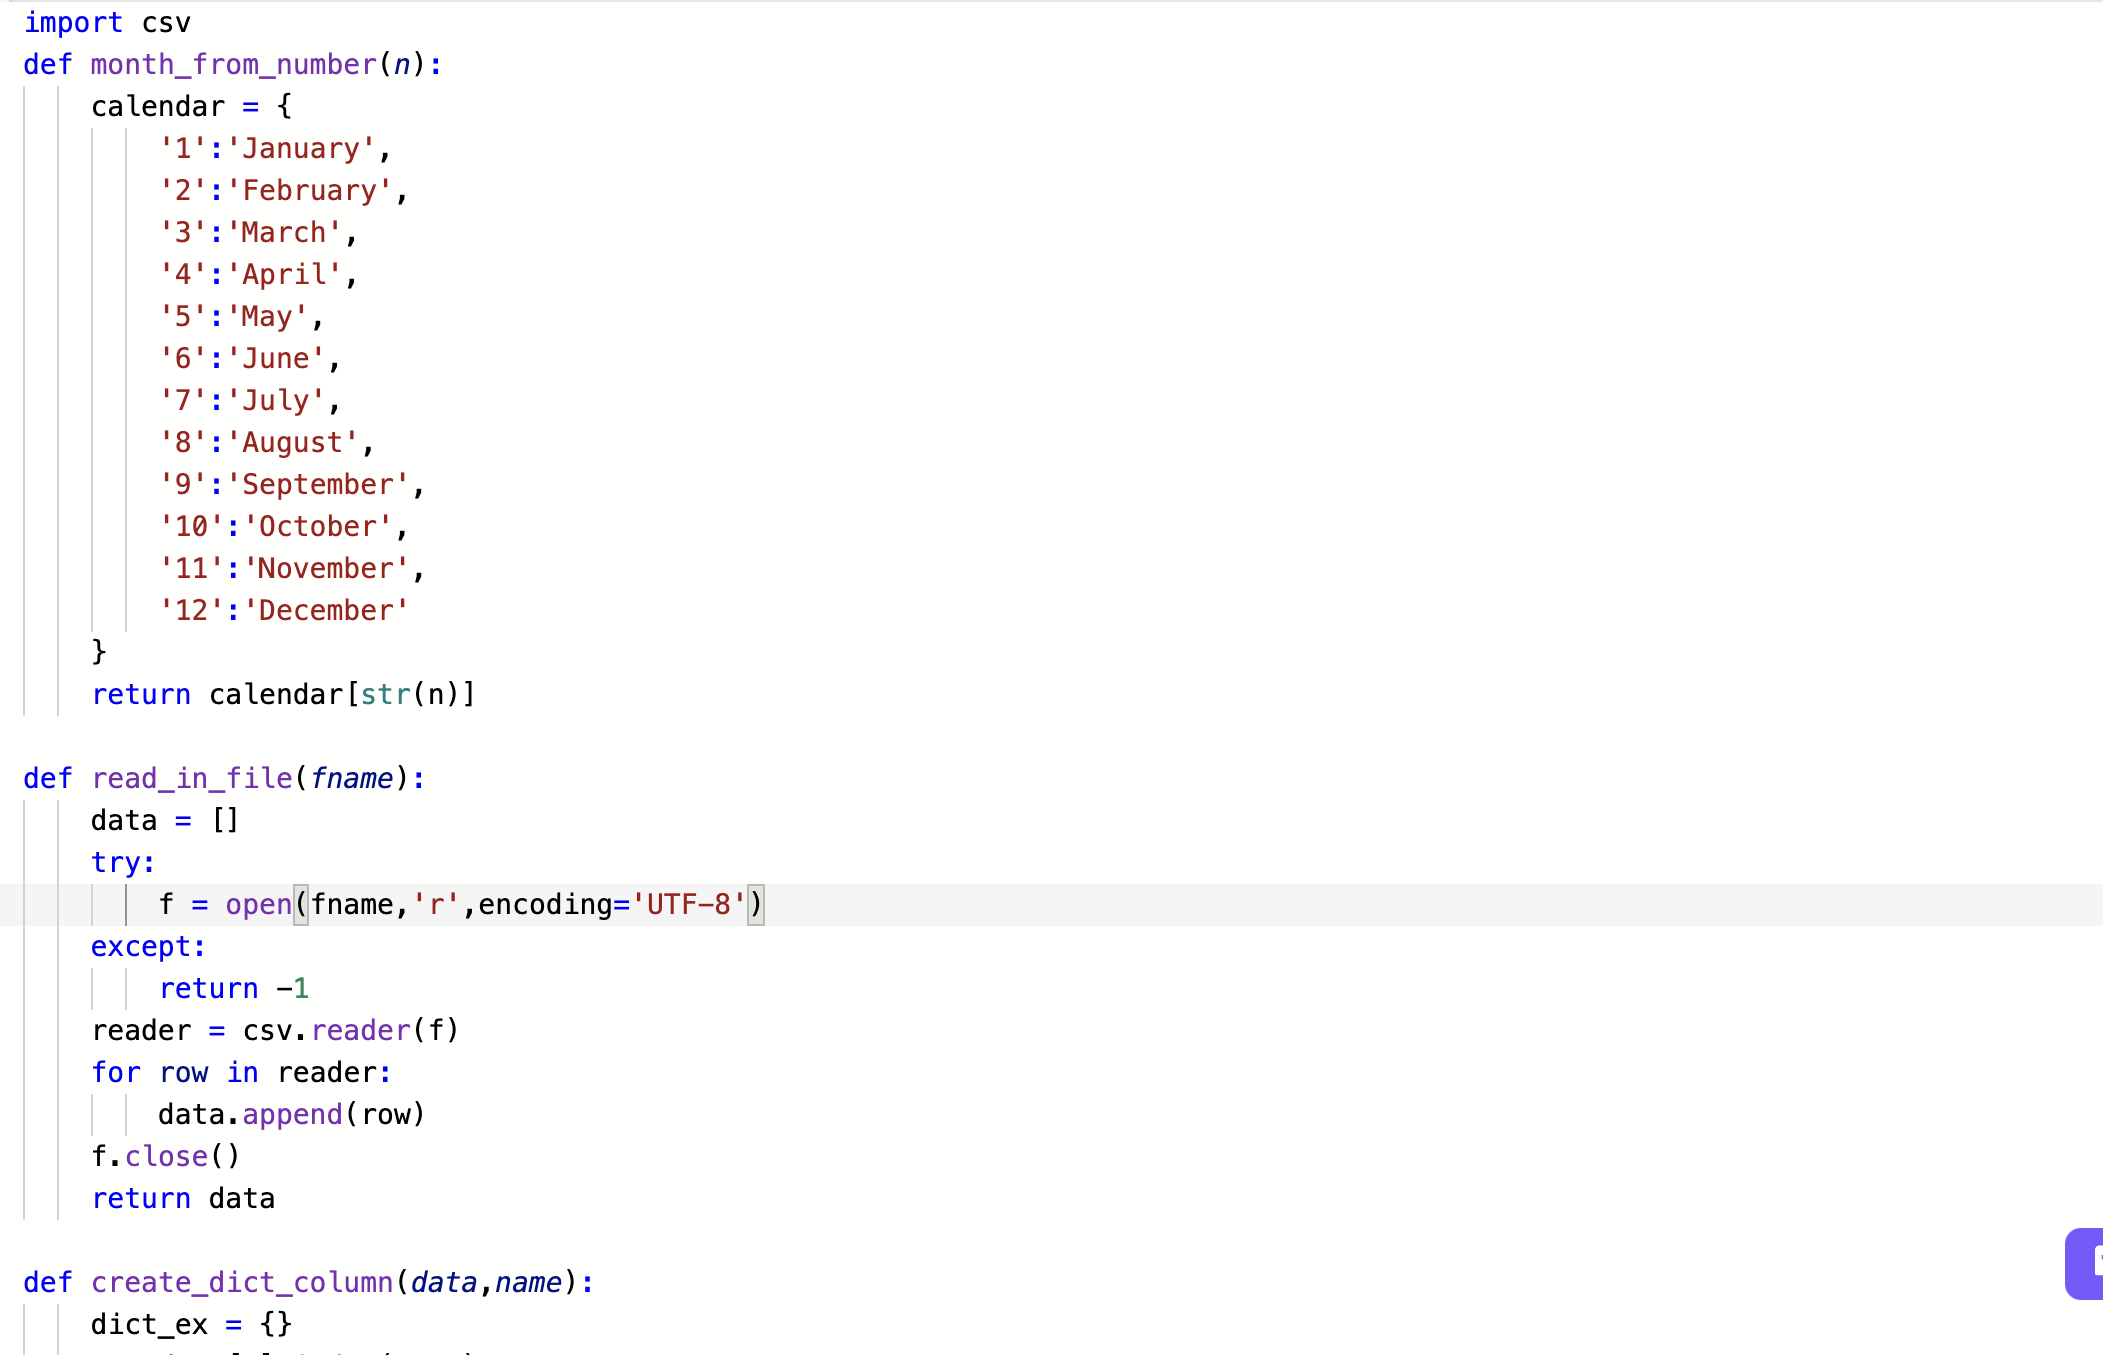 import csv
def month_from_number(n):
    calendar = {
        '1':'January',
        '2':'February',
        '3':'March',
        '4':'April',
        '5':'May',
        '6':'June',
        '7':'July',
        '8':'August',
        '9':'September',
        '10':'October',
        '11':'November',
        '12':'December'
    }
    return calendar[str(n)]

def read_in_file(fname):
    data = []
    try:
        f = open(fname,'r',encoding='UTF-8')
    except:
        return -1
    reader = csv.reader(f)
    for row in reader:
        data.append(row)
    f.close()
    return data

def create_dict_column(data,name):
    dict_ex = {}